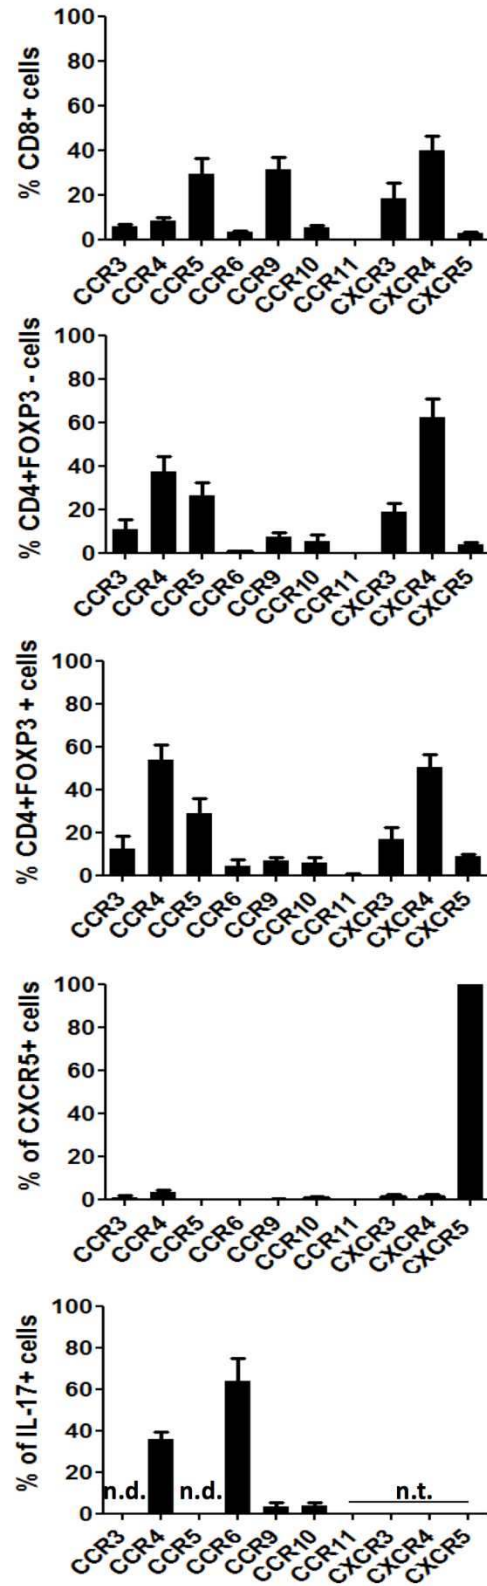 % CD8+ cells
100
80
60
40
20
0
CCR3 CCR4 CCR5 CCR6 CCR9 CCR10 CCR11 CXCR3 CXCR4 CXCR5
% CD4+FOXP3 - cells
100
80
60
40
20
0
CCR3 CCR4 CCR5 CCR6 CCR9 CCR10 CCR11 CXCR3 CXCR4 CXCR5
% CD4+FOXP3 + cells
100
80
60
40
20
0
CCR3 CCR4 CCR5 CCR6 CCR9 CCR10 CCR11 CXCR3 CXCR4 CXCR5
% of CXCR5+ cells
100
80
60
40
20
0
CCR3 CCR4 CCR5 CCR6 CCR9 CCR10 CCR11 CXCR3 CXCR4 CXCR5
% of IL-17+ cells
100
80
60
40
20
0
n.d. n.d. n.t.
CCR3 CCR4 CCR5 CCR6 CCR9 CCR10 CCR11 CXCR3 CXCR4 CXCR5